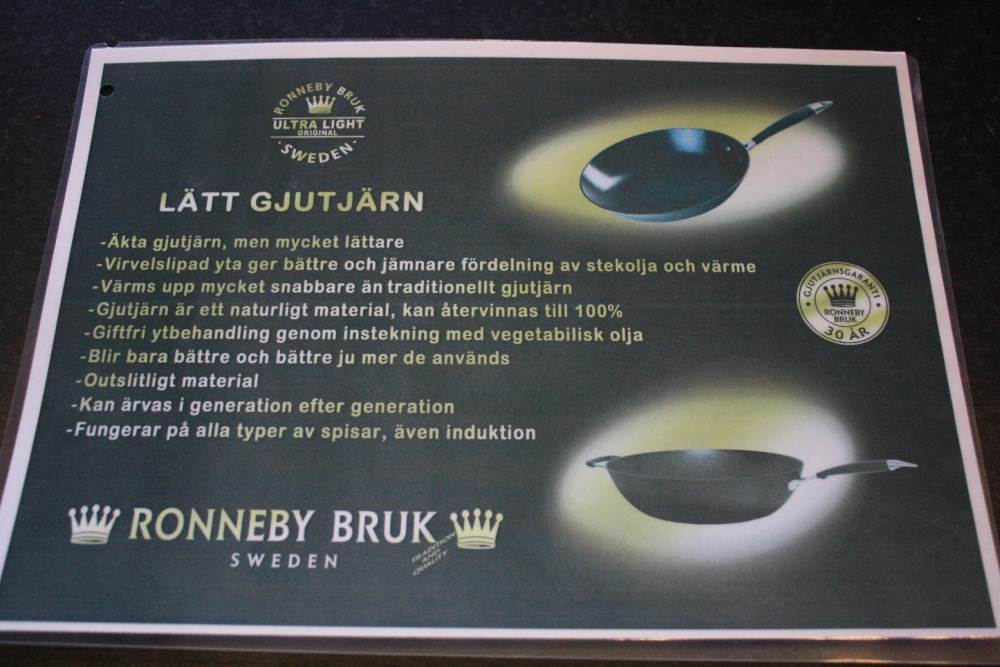 RONNEBY BRUK
ULTRA LIGHT
ORIGINAL
·SWEDEN·
LÄTT GJUTJÄRN
-Äkta gjutjärn, men mycket lättare
-Virvelslipad yta ger bättre och jämnare fördelning av stekolja och värme
-Värms upp mycket snabbare än traditionellt gjutjärn
-Gjutjärn är ett naturligt material, kan återvinnas till 100%
-Giftfri ytbehandling genom instekning med vegetabilisk olja
-Blir bara bättre och bättre ju mer de används
-Outslitligt material
-Kan ärvas i generation efter generation
-Fungerar på alla typer av spisar, även induktion
• GJUTJÄRNSGARANTI •
RONNEBY
BRUK
30 ÅR
RONNEBY BRUK
SWEDEN
TRADITION
AND
QUALITY